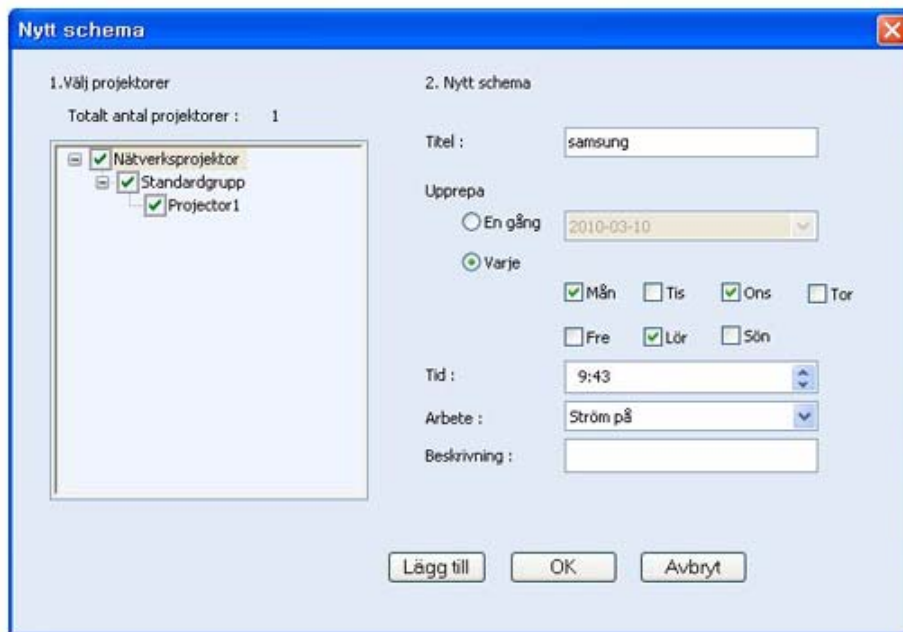 Nytt schema
1.Välj projektorer
Totalt antal projektorer : 1
Nätverksprojektor
Standardgrupp
Projector1
2. Nytt schema
Titel : samsung
Upprepa
En gång 2010-03-10
Varje
Mån Tis Ons Tor
Fre Lör Sön
Tid : 9:43
Arbete : Ström på
Beskrivning :
Lägg till OK Avbryt